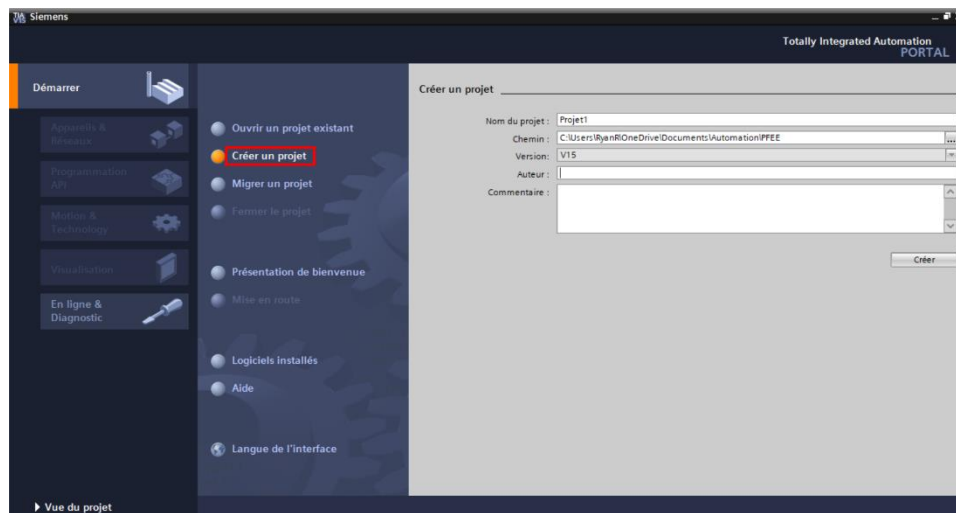 Siemens
Totally Integrated Automation
PORTAL
Démarrer
Appareils &
Réseaux
Programmation
API
Motion &
Technology
Visualisation
En ligne &
Diagnostic
Vue du projet
Ouvrir un projet existant
Créer un projet
Migrer un projet
Fermer le projet
Présentation de bienvenue
Mise en route
Logiciels installés
Aide
Langue de l'interface
Créer un projet
Nom du projet : Projet1
Chemin : C:\Users\RyanR\OneDrive\Documents\Automation\PFEE
...
Version: V15
Auteur :
Commentaire :
Créer